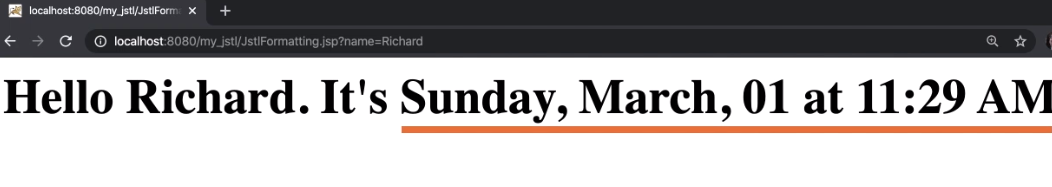 localhost:8080/my_jstl/JstlForm
localhost:8080/my_jstl/JstlFormatting.jsp?name=Richard
Hello Richard. It's Sunday, March, 01 at 11:29 AM